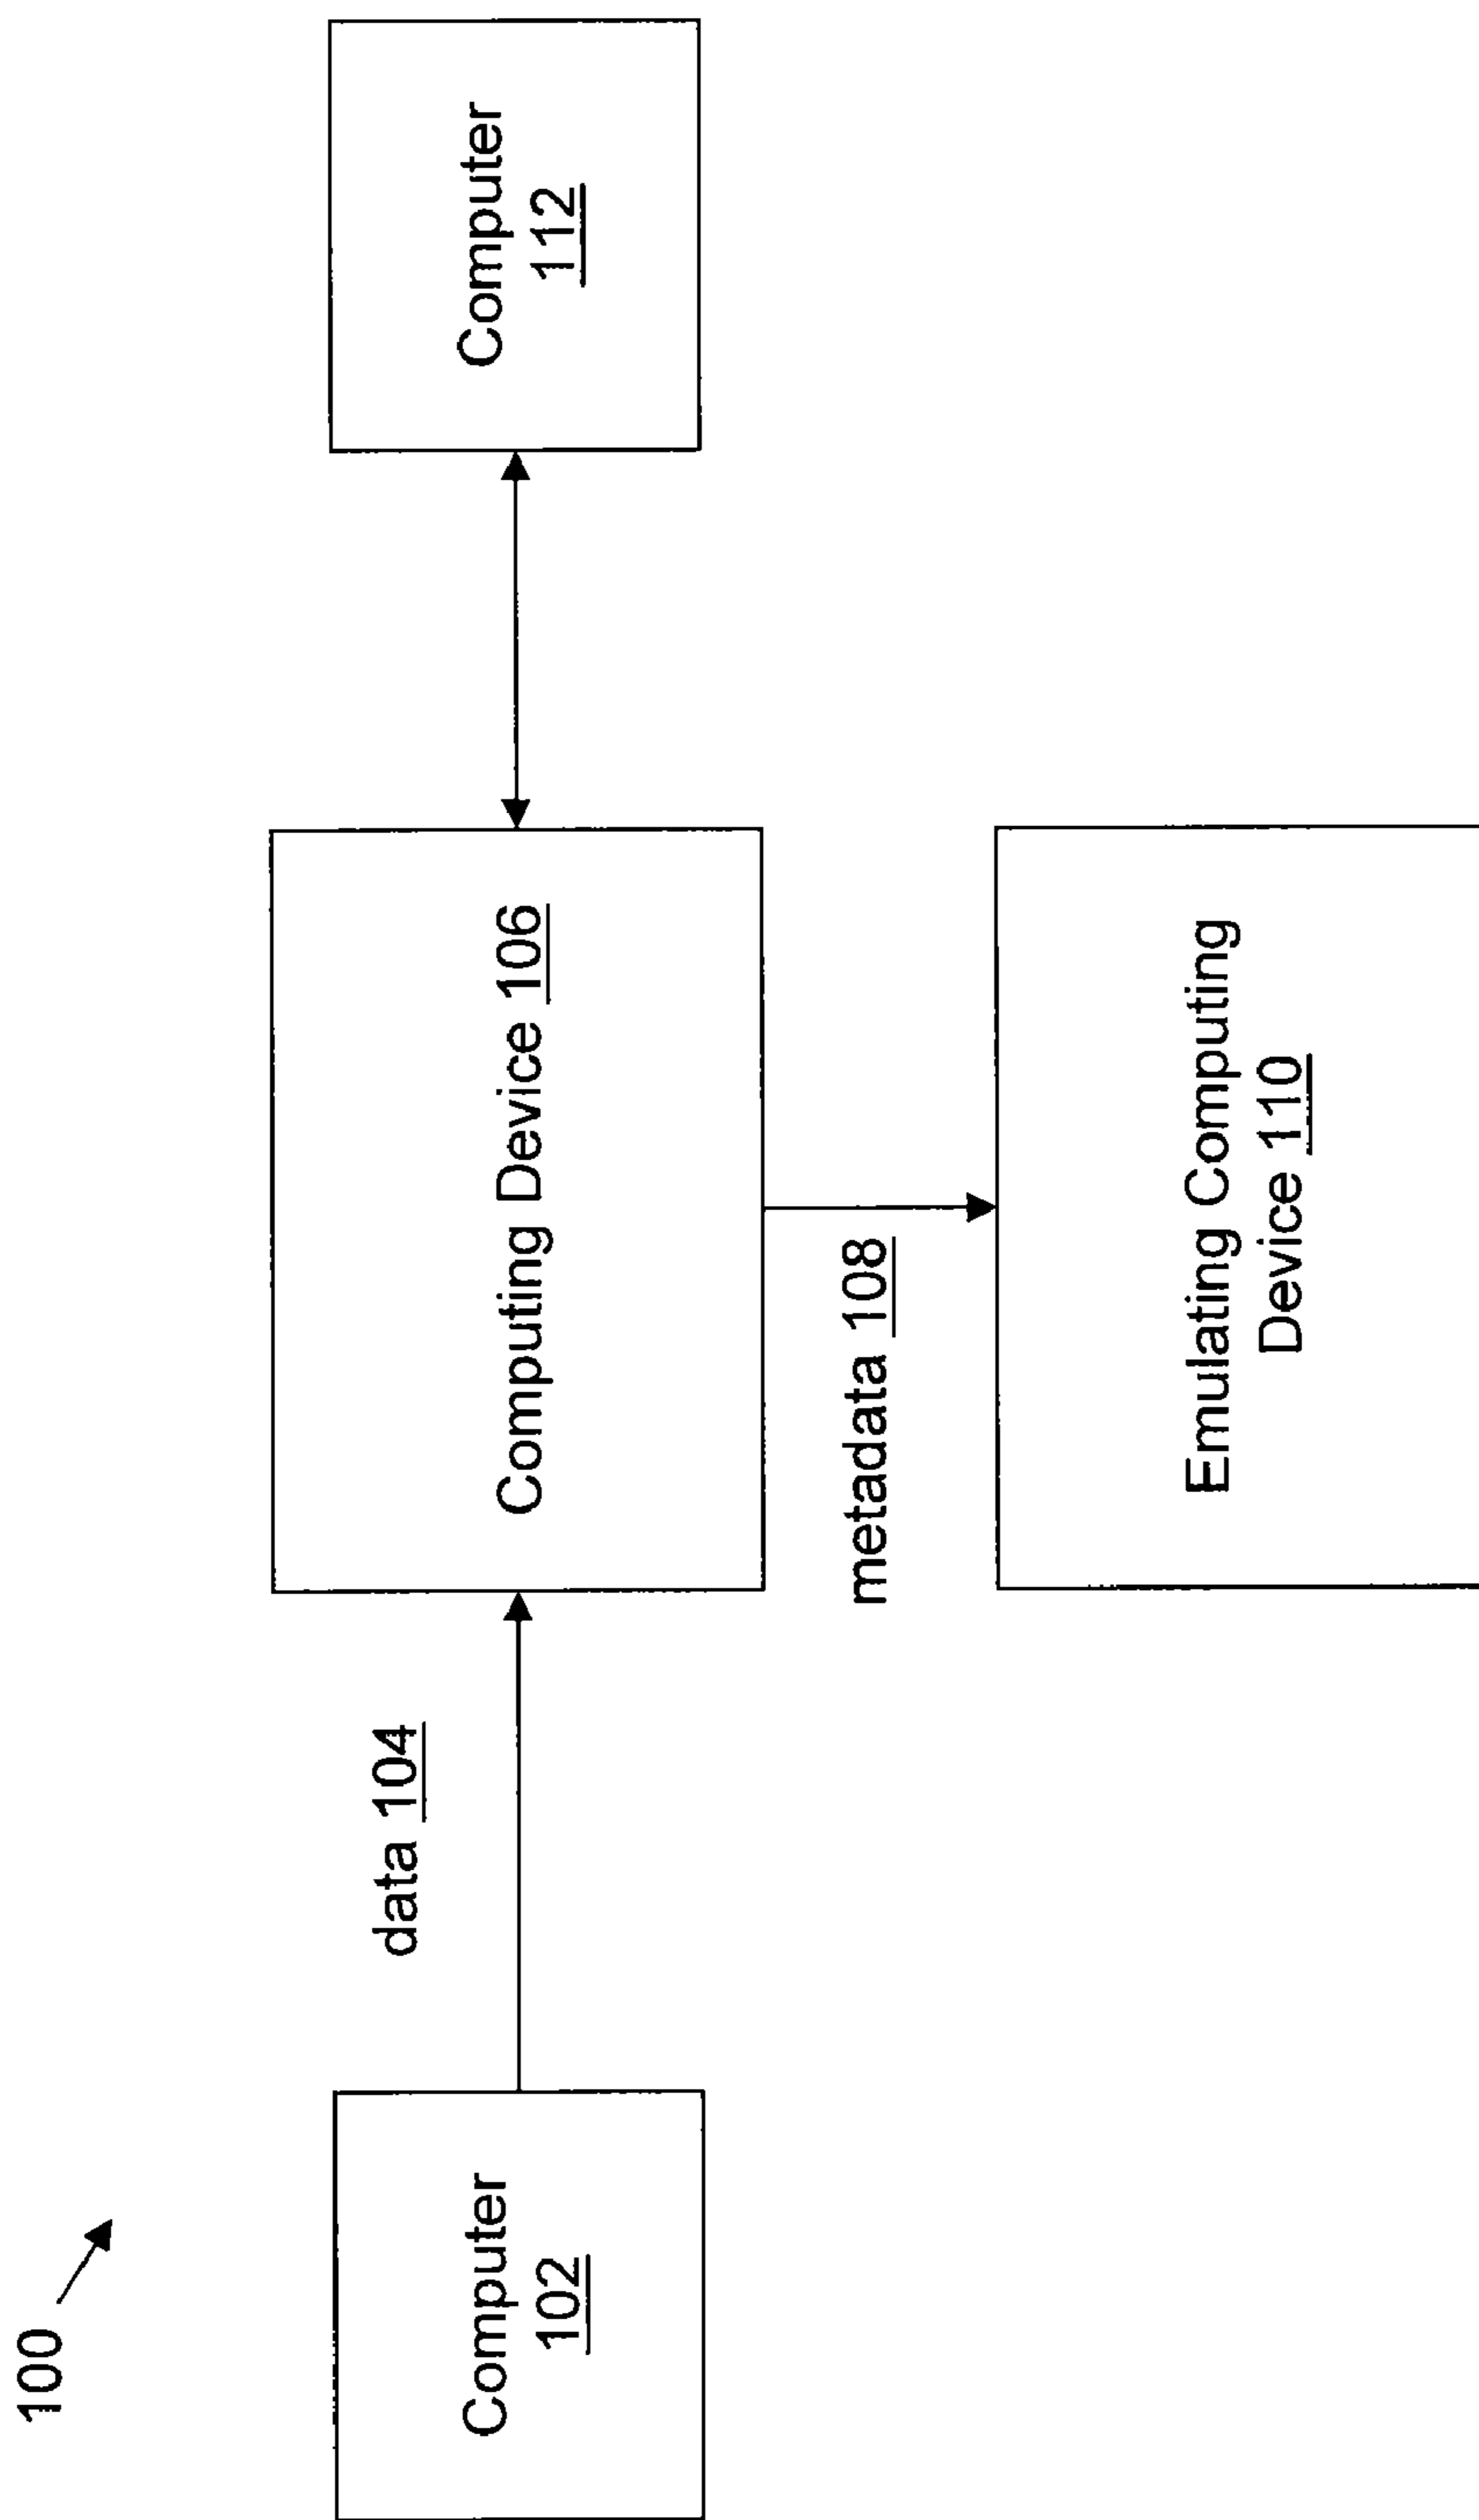 100
Computer
102
data 104
Computing Device 106
Computer
112
metadata 108
Emulating Computing
Device 110